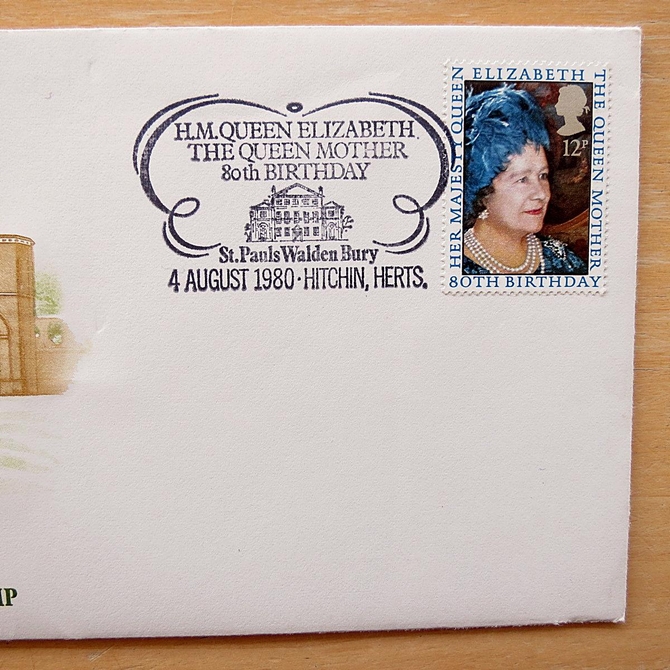 H.M. QUEEN ELIZABETH,
THE QUEEN MOTHER
80th BIRTHDAY
St. Pauls Walden Bury
4 AUGUST 1980 · HITCHIN, HERTS.
HER MAJESTY QUEEN
ELIZABETH
THE QUEEN MOTHER
12P
80TH BIRTHDAY